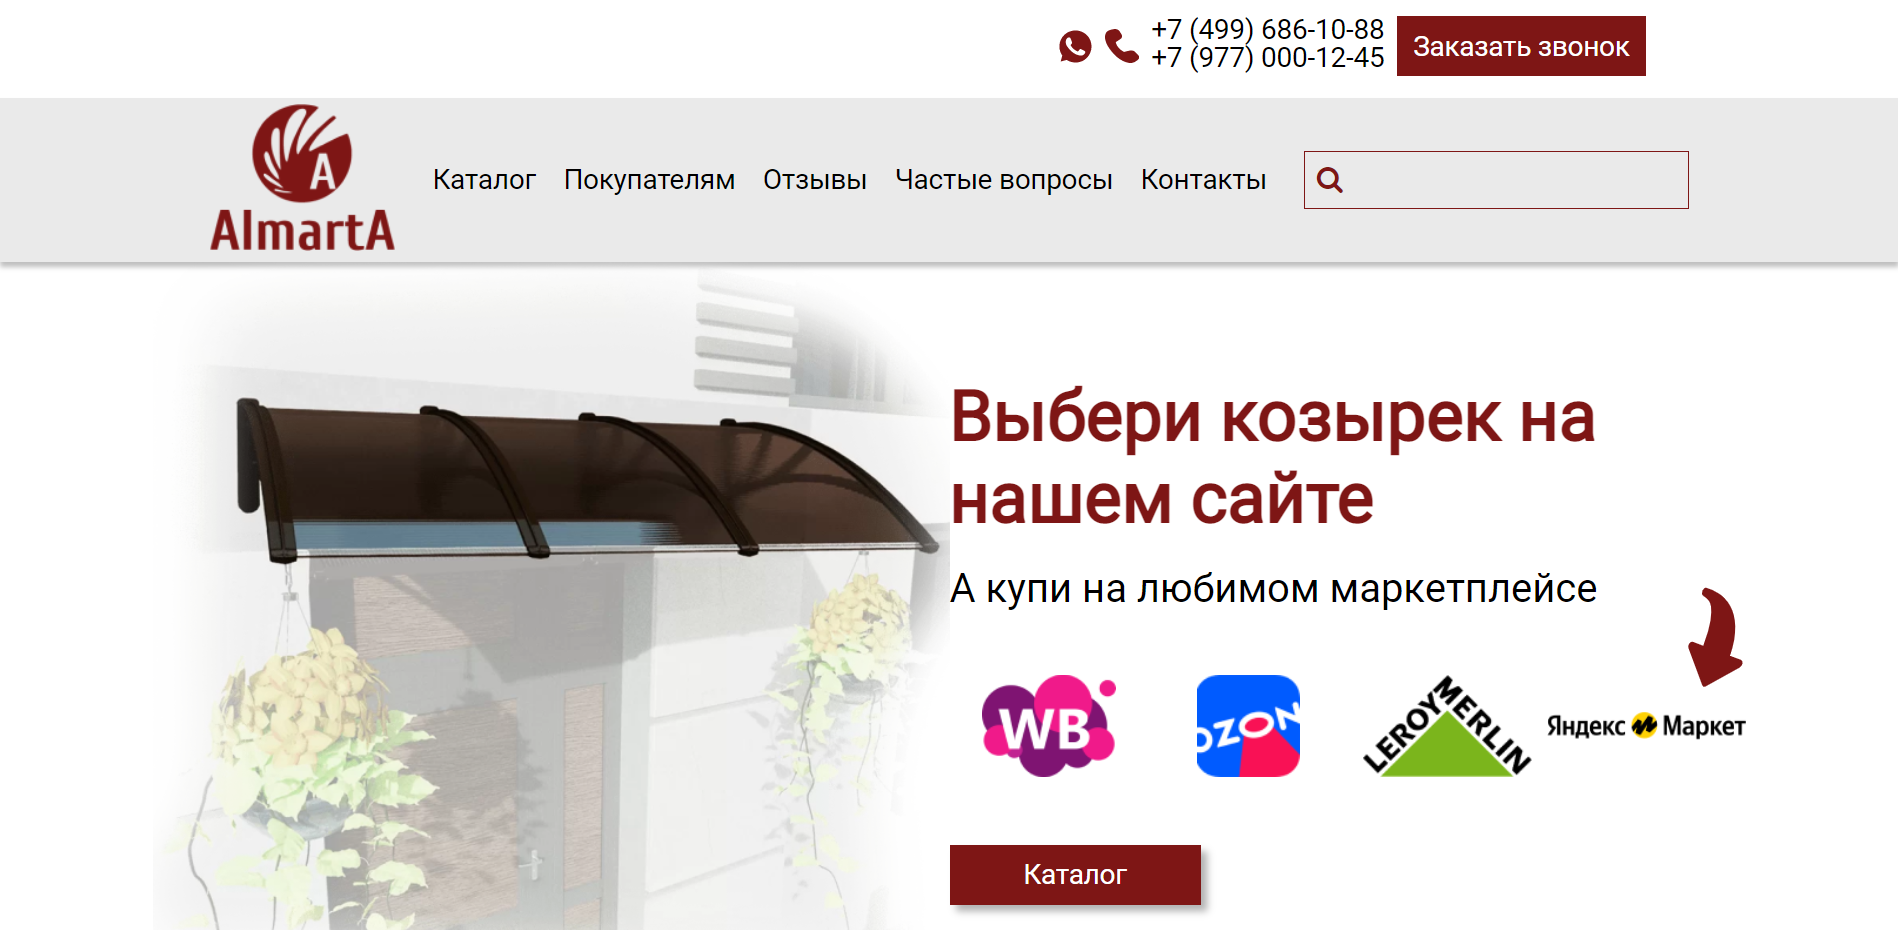 +7 (499) 686-10-88
+7 (977) 000-12-45
Заказать звонок
A
AlmartA
Каталог Покупателям Отзывы Частые вопросы Контакты
Выбери козырек на
нашем сайте
А купи на любимом маркетплейсе
WB
OZON
LEROY MERLIN
Яндекс Маркет
Каталог